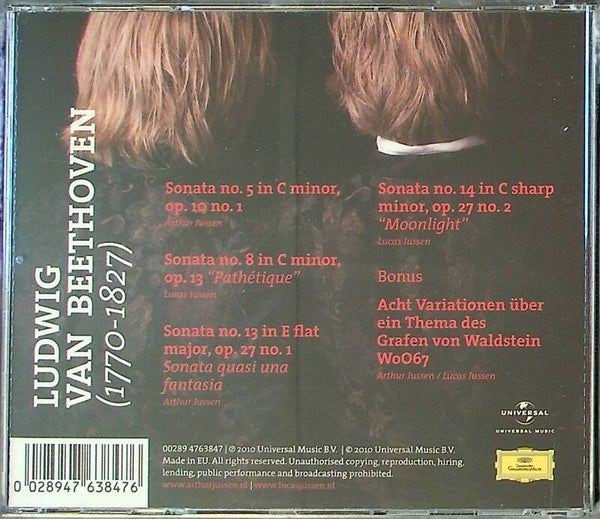 LUDWIG
VAN BEETHOVEN
(1770-1827)
Sonata no. 5 in C minor,
op. 10 no. 1
Arthur Jussen
Sonata no. 8 in C minor,
op. 13 "Pathétique"
Lucas Jussen
Sonata no. 13 in E flat
major, op. 27 no. 1
Sonata quasi una
fantasia
Arthur Jussen
Sonata no. 14 in C sharp
minor, op. 27 no. 2
"Moonlight"
Lucas Jussen
Bonus
Acht Variationen über
ein Thema des
Grafen von Waldstein
WoO67
Arthur Jussen / Lucas Jussen
UNIVERSAL
UNIVERSAL MUSIC
00289 4763847 | ℗ 2010 Universal Music B.V. | © 2010 Universal Music B.V.
Made in EU. All rights reserved. Unauthorised copying, reproduction, hiring,
lending, public performance and broadcasting prohibited.
www.arthurjussen.nl | www.lucasjussen.nl
Deutsche
Grammophon
0 028947 638476